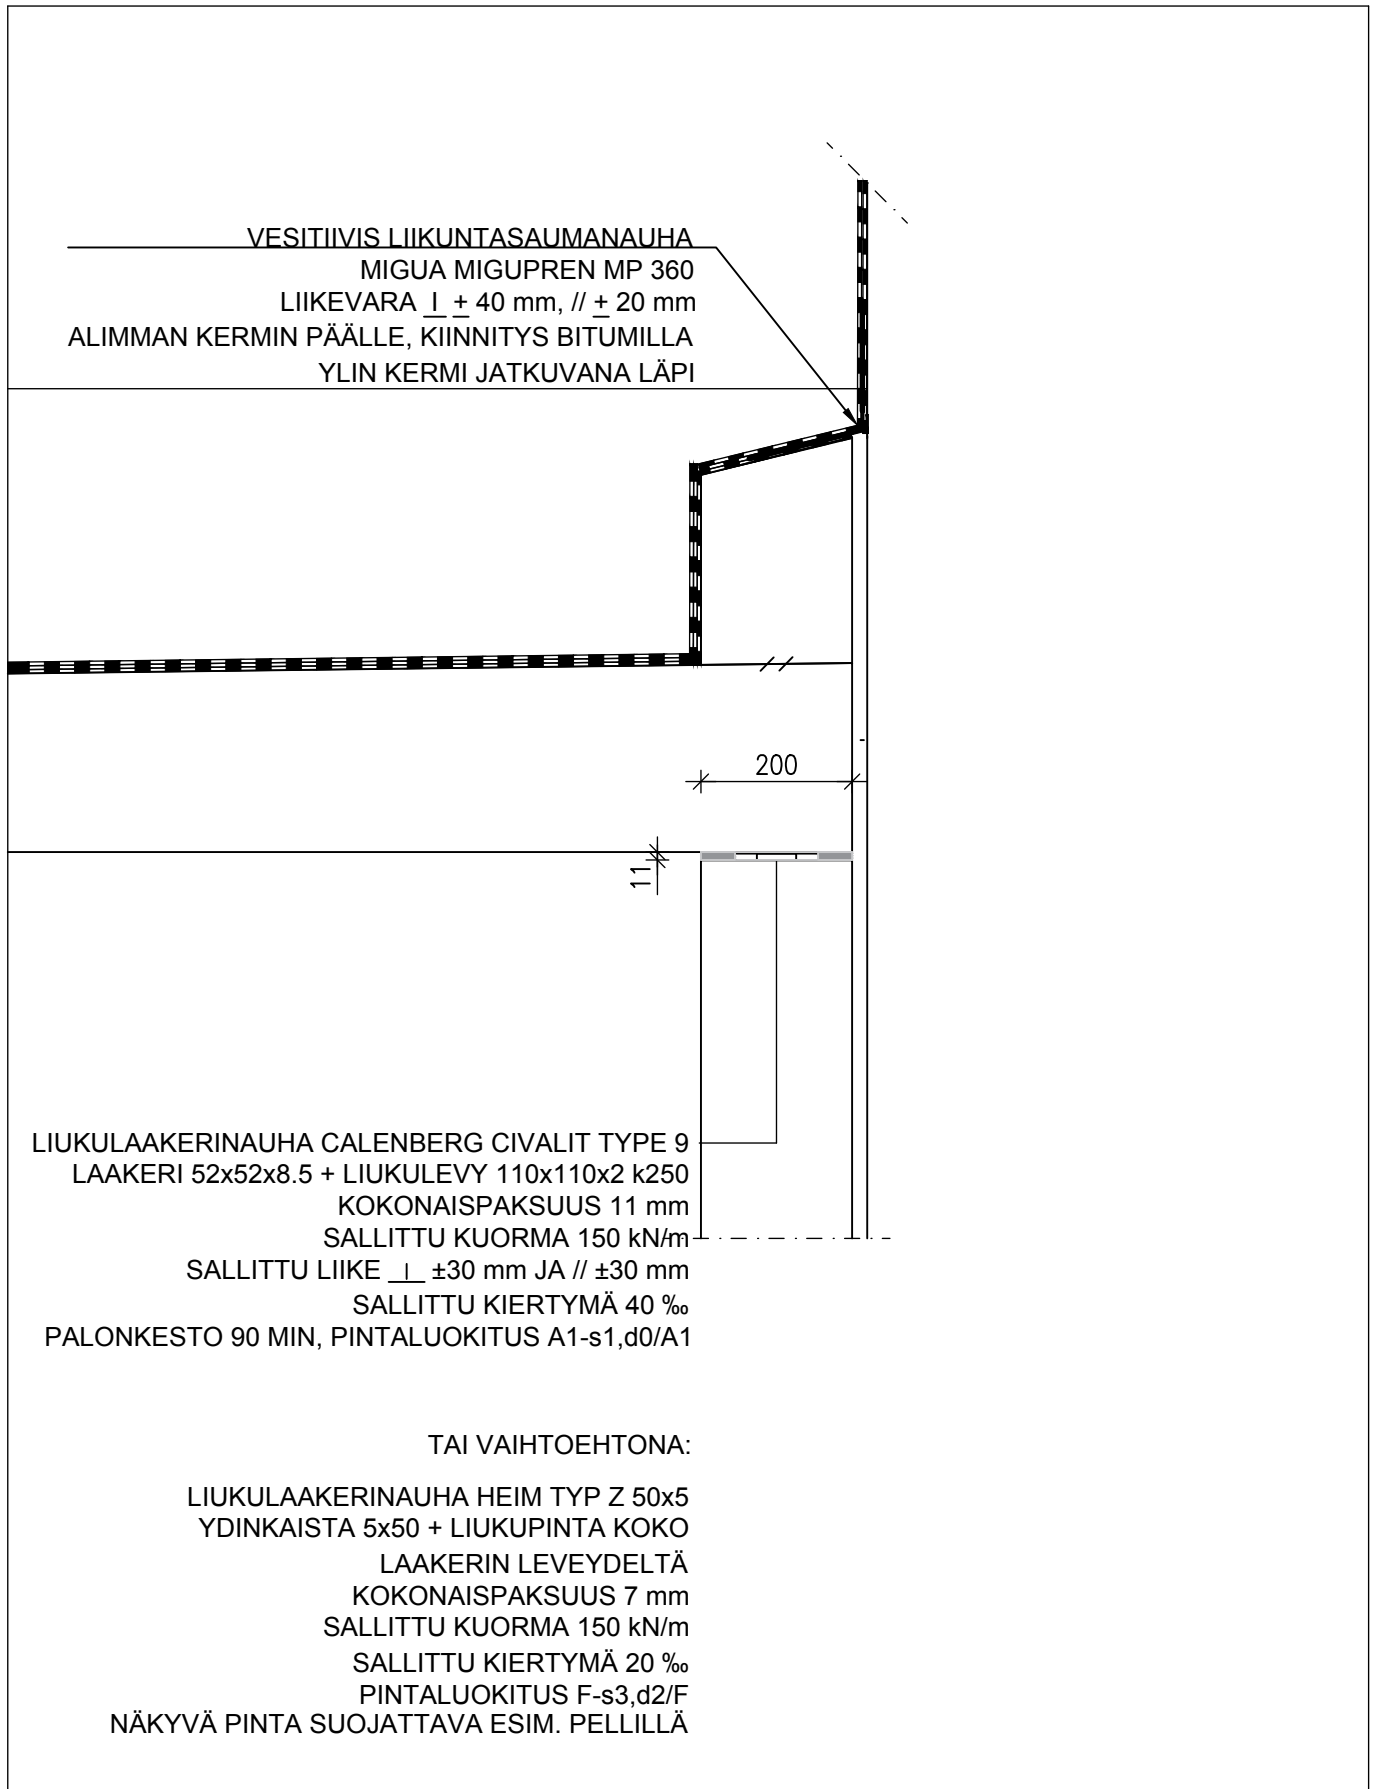 VESITIIVIS LIIKUNTASAUMANAUHA
MIGUA MIGUPREN MP 360
LIIKEVARA _|_ ± 40 mm, // ± 20 mm
ALIMMAN KERMIN PÄÄLLE, KIINNITYS BITUMILLA
YLIN KERMI JATKUVANA LÄPI
200
11
LIUKULAAKERINAUHA CALENBERG CIVALIT TYPE 9
LAAKERI 52x52x8.5 + LIUKULEVY 110x110x2 k250
KOKONAISPAKSUUS 11 mm
SALLITTU KUORMA 150 kN/m
SALLITTU LIIKE _|_ ±30 mm JA // ±30 mm
SALLITTU KIERTYMÄ 40 ‰
PALONKESTO 90 MIN, PINTALUOKITUS A1-s1,d0/A1
TAI VAIHTOEHTONA:
LIUKULAAKERINAUHA HEIM TYP Z 50x5
YDINKAISTA 5x50 + LIUKUPINTA KOKO
LAAKERIN LEVEYDELTÄ
KOKONAISPAKSUUS 7 mm
SALLITTU KUORMA 150 kN/m
SALLITTU KIERTYMÄ 20 ‰
PINTALUOKITUS F-s3,d2/F
NÄKYVÄ PINTA SUOJATTAVA ESIM. PELLILLÄ